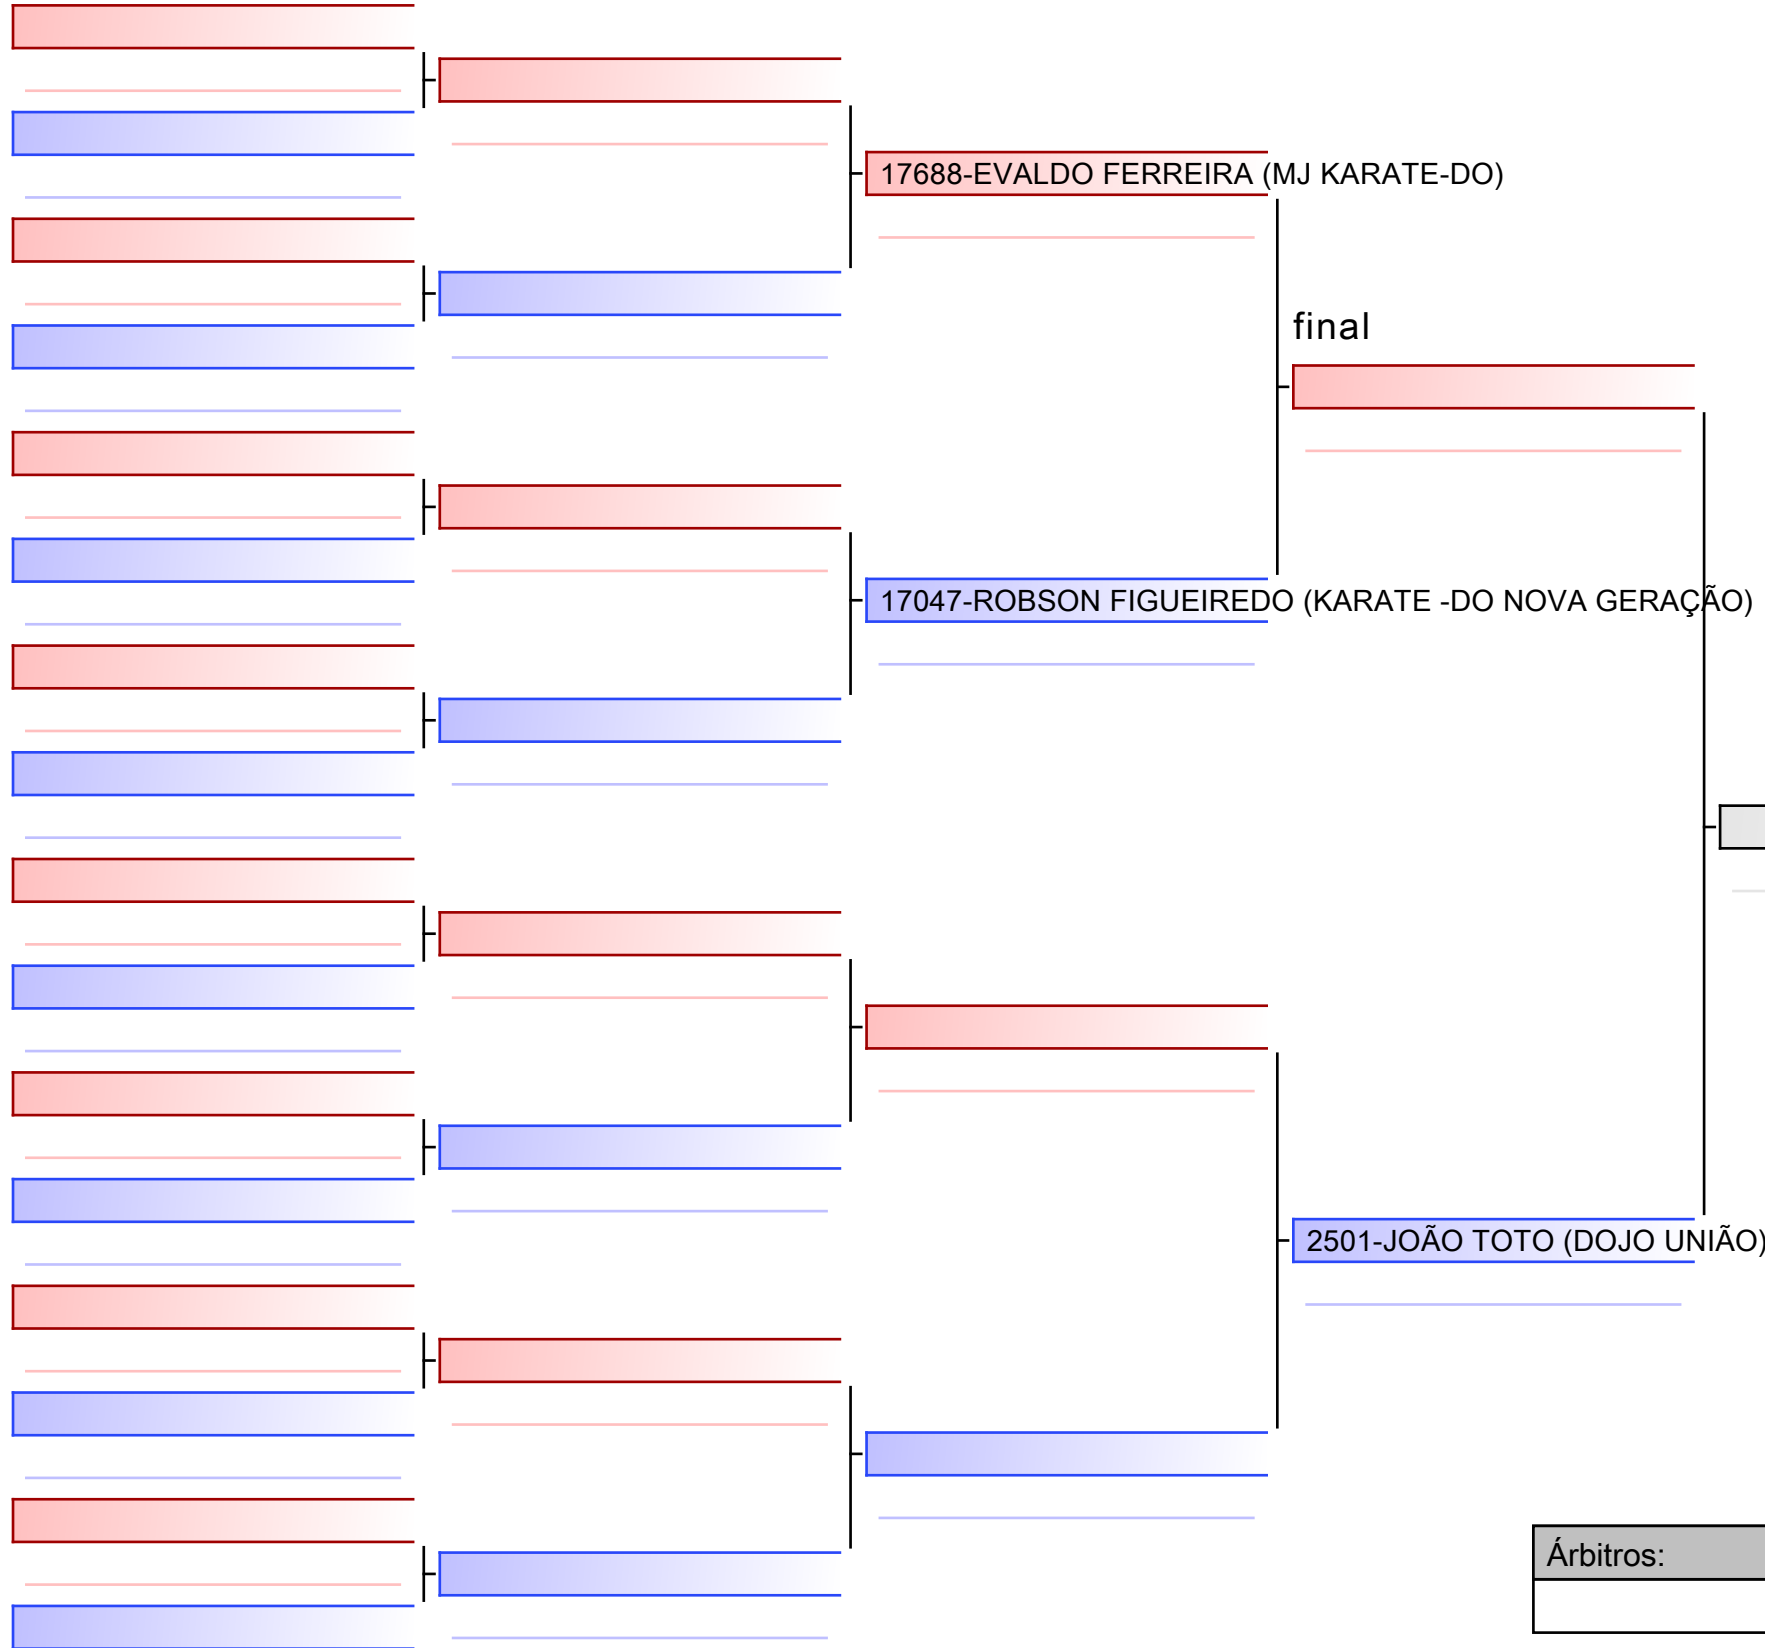 17688-EVALDO FERREIRA (MJ KARATE-DO)
final
17047-ROBSON FIGUEIREDO (KARATE -DO NOVA GERAÇÃO)
2501-JOÃO TOTO (DOJO UNIÃO)
Árbitros: